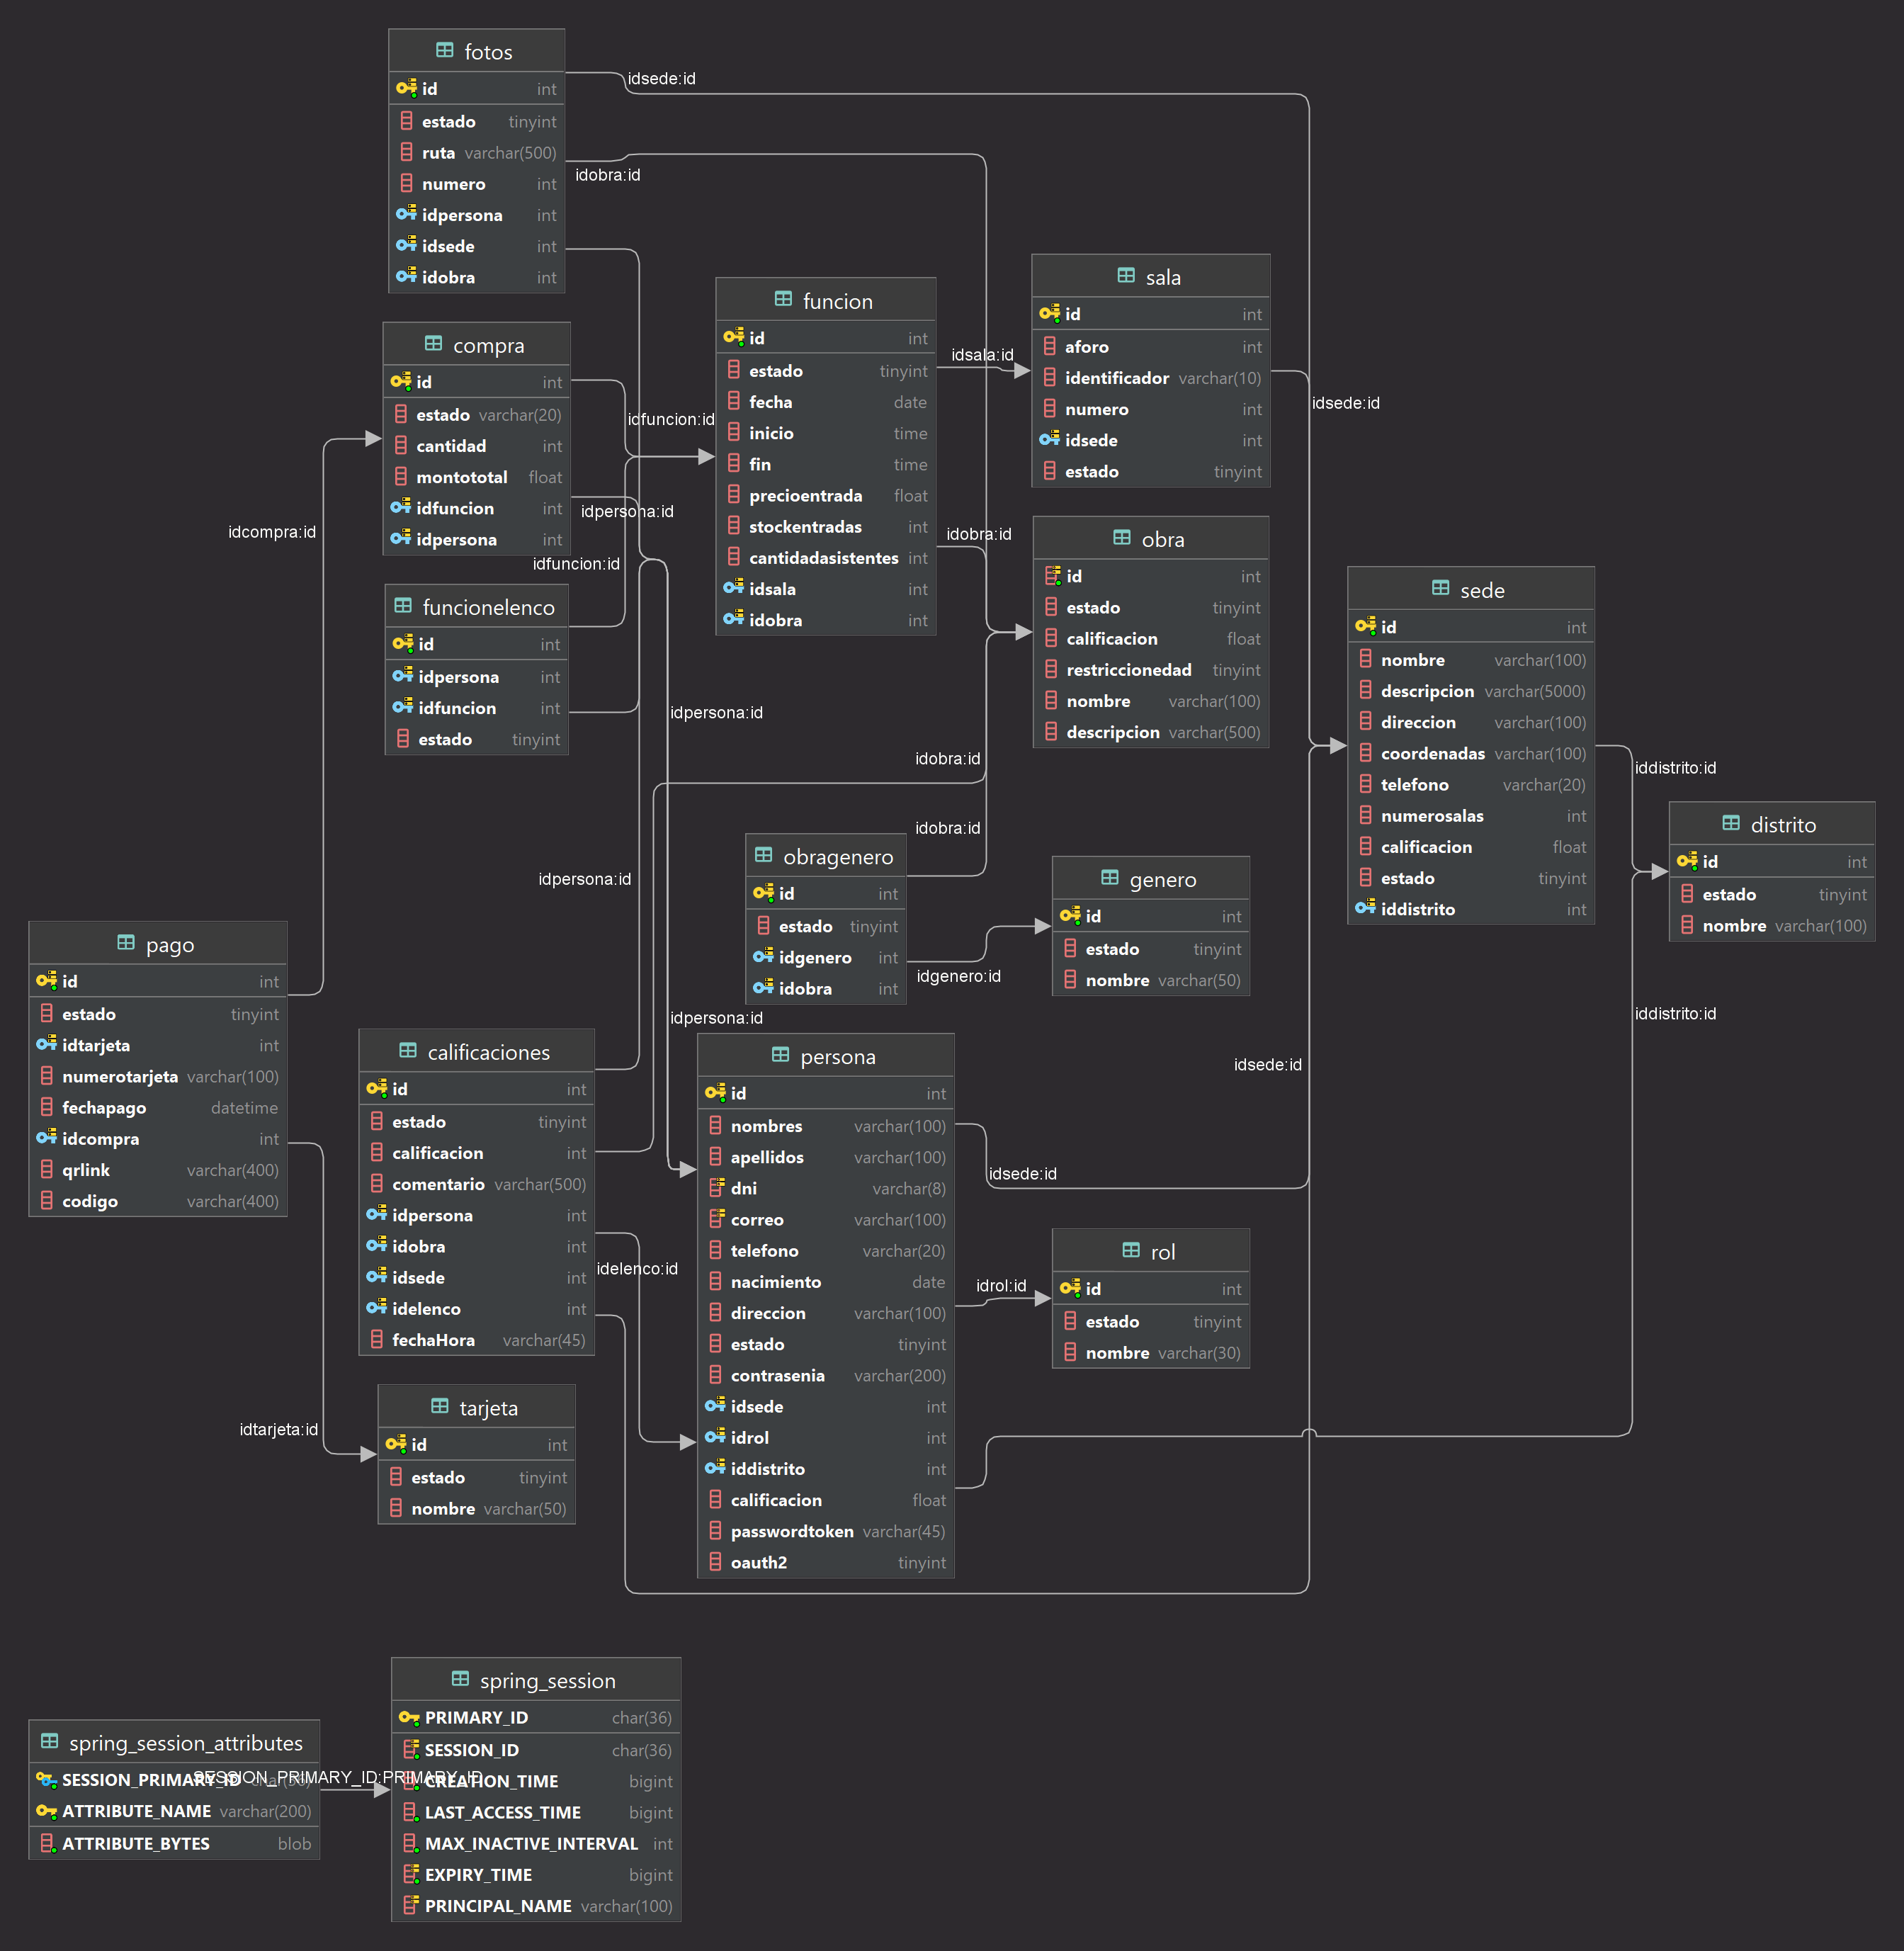 fotos
id int
estado tinyint
ruta varchar(500)
numero int
idpersona int
idsede int
idobra int
idsede:id
idobra:id
compra
id int
estado varchar(20)
cantidad int
montototal float
idfuncion int
idpersona int
idfuncion:id
idpersona:id
idcompra:id
funcionelenco
id int
idpersona int
idfuncion int
estado tinyint
idfuncion:id
idpersona:id
funcion
id int
estado tinyint
fecha date
inicio time
fin time
precioentrada float
stockentradas int
cantidadasistentes int
idsala int
idobra int
idsala:id
idobra:id
sala
id int
aforo int
identificador varchar(10)
numero int
idsede int
estado tinyint
idsede:id
obra
id int
estado tinyint
calificacion float
restriccionedad tinyint
nombre varchar(100)
descripcion varchar(500)
sede
id int
nombre varchar(100)
descripcion varchar(5000)
direccion varchar(100)
coordenadas varchar(100)
telefono varchar(20)
numerosalas int
calificacion float
estado tinyint
iddistrito int
iddistrito:id
distrito
id int
estado tinyint
nombre varchar(100)
iddistrito:id
idobra:id
obragenero
id int
estado tinyint
idgenero int
idobra int
idobra:id
idgenero:id
genero
id int
estado tinyint
nombre varchar(50)
pago
id int
estado tinyint
idtarjeta int
numerotarjeta varchar(100)
fechapago datetime
idcompra int
qrlink varchar(400)
codigo varchar(400)
idtarjeta:id
idpersona:id
idpersona:id
calificaciones
id int
estado tinyint
calificacion int
comentario varchar(500)
idpersona int
idobra int
idsede int
idelenco int
fechaHora varchar(45)
idelenco:id
idsede:id
persona
id int
nombres varchar(100)
apellidos varchar(100)
dni varchar(8)
correo varchar(100)
telefono varchar(20)
nacimiento date
direccion varchar(100)
estado tinyint
contrasenia varchar(200)
idsede int
idrol int
iddistrito int
calificacion float
passwordtoken varchar(45)
oauth2 tinyint
idsede:id
idrol:id
rol
id int
estado tinyint
nombre varchar(30)
tarjeta
id int
estado tinyint
nombre varchar(50)
spring_session_attributes
SESSION_PRIMARY_ID char(36)
ATTRIBUTE_NAME varchar(200)
ATTRIBUTE_BYTES blob
SESSION_PRIMARY_ID:PRIMARY_ID
spring_session
PRIMARY_ID char(36)
SESSION_ID char(36)
CREATION_TIME bigint
LAST_ACCESS_TIME bigint
MAX_INACTIVE_INTERVAL int
EXPIRY_TIME bigint
PRINCIPAL_NAME varchar(100)